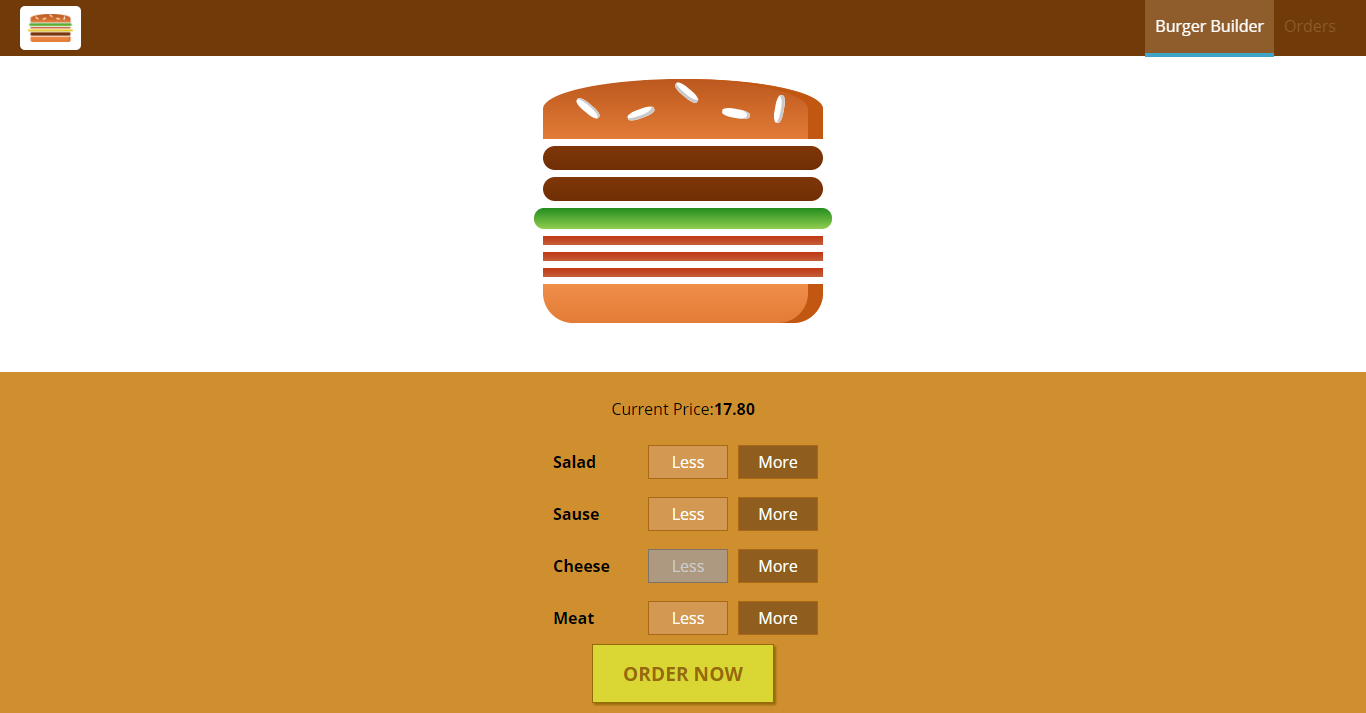 Burger Builder Orders
Current Price:17.80
Salad Less More
Sause Less More
Cheese Less More
Meat Less More
ORDER NOW